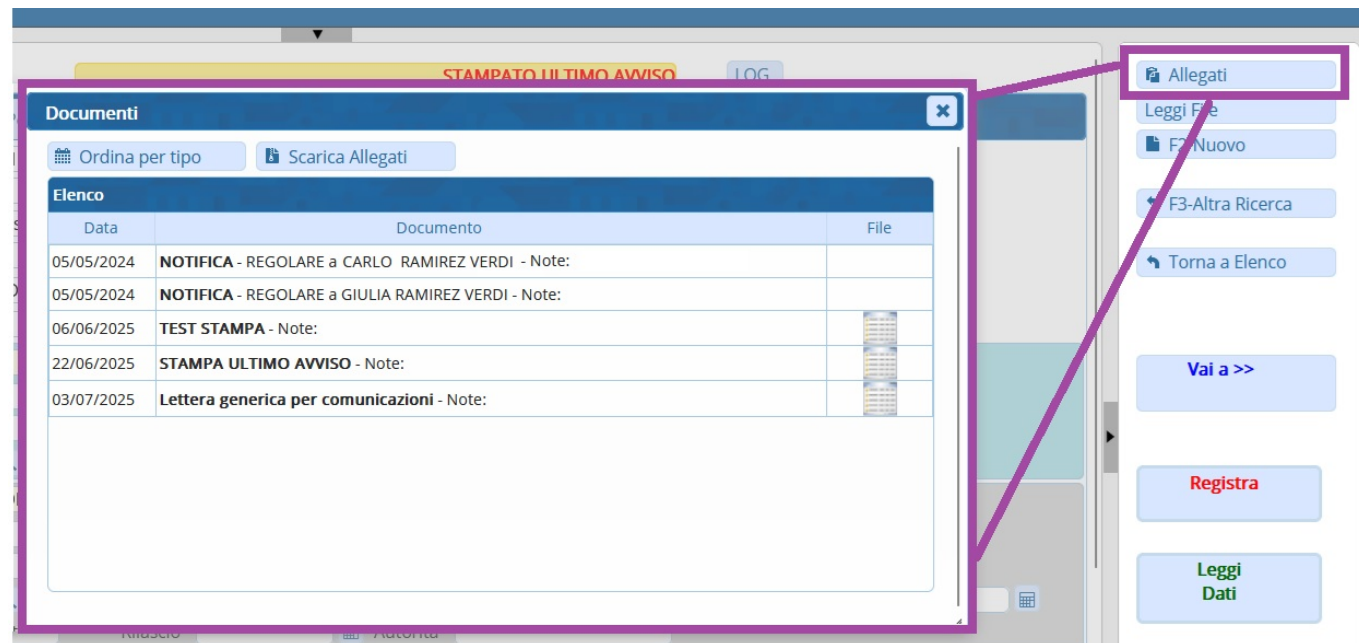 STAMPATO ULTIMO AVVISO LOG
Allegati
Documenti
Leggi File
Ordina per tipo Scarica Allegati
F2-Nuovo
Elenco
F3-Altra Ricerca
Data Documento File
05/05/2024 NOTIFICA - REGOLARE a CARLO RAMIREZ VERDI - Note:
Torna a Elenco
05/05/2024 NOTIFICA - REGOLARE a GIULIA RAMIREZ VERDI - Note:
06/06/2025 TEST STAMPA - Note:
22/06/2025 STAMPA ULTIMO AVVISO - Note:
Vai a >>
03/07/2025 Lettera generica per comunicazioni - Note:
Registra
Leggi
Dati
Rilascio Autorità